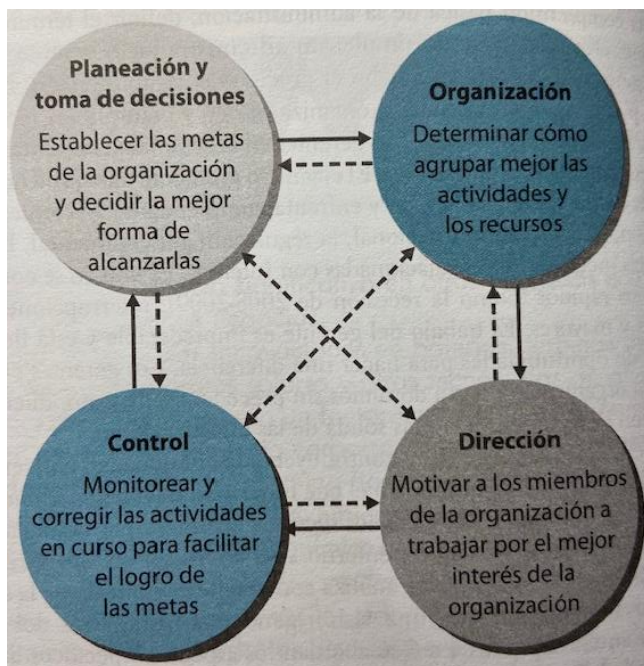 Planeación y
toma de decisiones
Establecer las metas
de la organización
y decidir la mejor
forma de
alcanzarlas
Organización
Determinar cómo
agrupar mejor las
actividades y
los recursos
Control
Monitorear y
corregir las actividades
en curso para facilitar
el logro de
las metas
Dirección
Motivar a los miembros
de la organización a
trabajar por el mejor
interés de la
organización